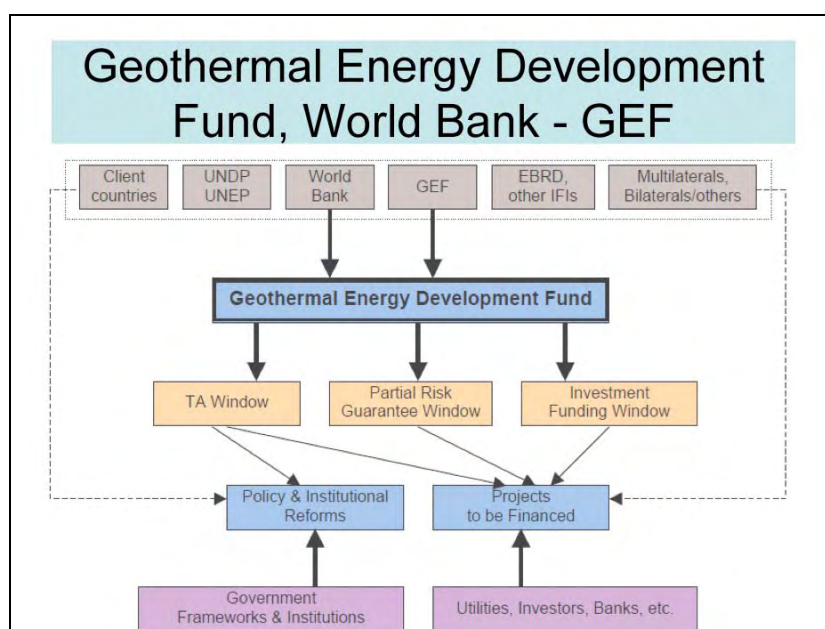 Geothermal Energy Development
Fund, World Bank - GEF
Client
countries
UNDP
UNEP
World
Bank
GEF
EBRD,
other IFIs
Multilaterals,
Bilaterals/others
Geothermal Energy Development Fund
TA Window
Partial Risk
Guarantee Window
Investment
Funding Window
Policy & Institutional
Reforms
Projects
to be Financed
Government
Frameworks & Institutions
Utilities, Investors, Banks, etc.